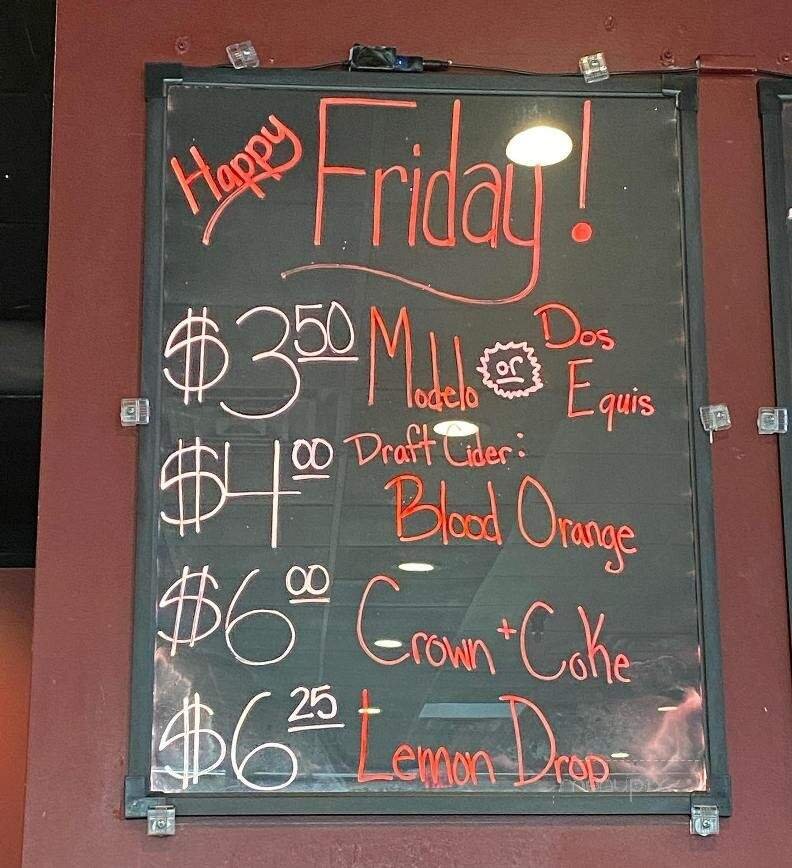 Happy Friday!
$3.50 Modelo or Dos Equis
$4.00 Draft Cider:
Blood Orange
$6.00 Crown + Coke
$6.25 Lemon Drop